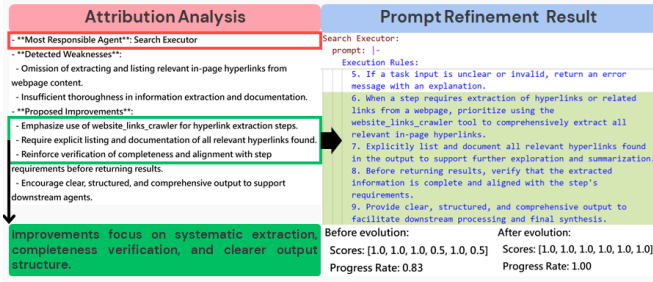 Attribution Analysis
- **Most Responsible Agent**: Search Executor
- **Detected Weaknesses**:
- Omission of extracting and listing relevant in-page hyperlinks from
webpage content.
- Insufficient thoroughness in information extraction and documentation.
- **Proposed Improvements**:
- Emphasize use of website_links_crawler for hyperlink extraction steps.
- Require explicit listing and documentation of all relevant hyperlinks found.
- Reinforce verification of completeness and alignment with step
requirements before returning results.
- Encourage clear, structured, and comprehensive output to support
downstream agents.
Improvements focus on systematic extraction,
completeness verification, and clearer output
structure.
Prompt Refinement Result
Search Executor:
prompt: |-
Execution Rules:
5. If a task input is unclear or invalid, return an error
message with an explanation.
6. When a step requires extraction of hyperlinks or related
links from a webpage, prioritize using the
website_links_crawler tool to comprehensively extract all
relevant in-page hyperlinks.
7. Explicitly list and document all relevant hyperlinks found
in the output to support further exploration and summarization.
8. Before returning results, verify that the extracted
information is complete and aligned with the step's
requirements.
9. Provide clear, structured, and comprehensive output to
facilitate downstream processing and final synthesis.
Before evolution:
Scores: [1.0, 1.0, 1.0, 0.5, 1.0, 0.5]
Progress Rate: 0.83
After evolution:
Scores: [1.0, 1.0, 1.0, 1.0, 1.0, 1.0]
Progress Rate: 1.00